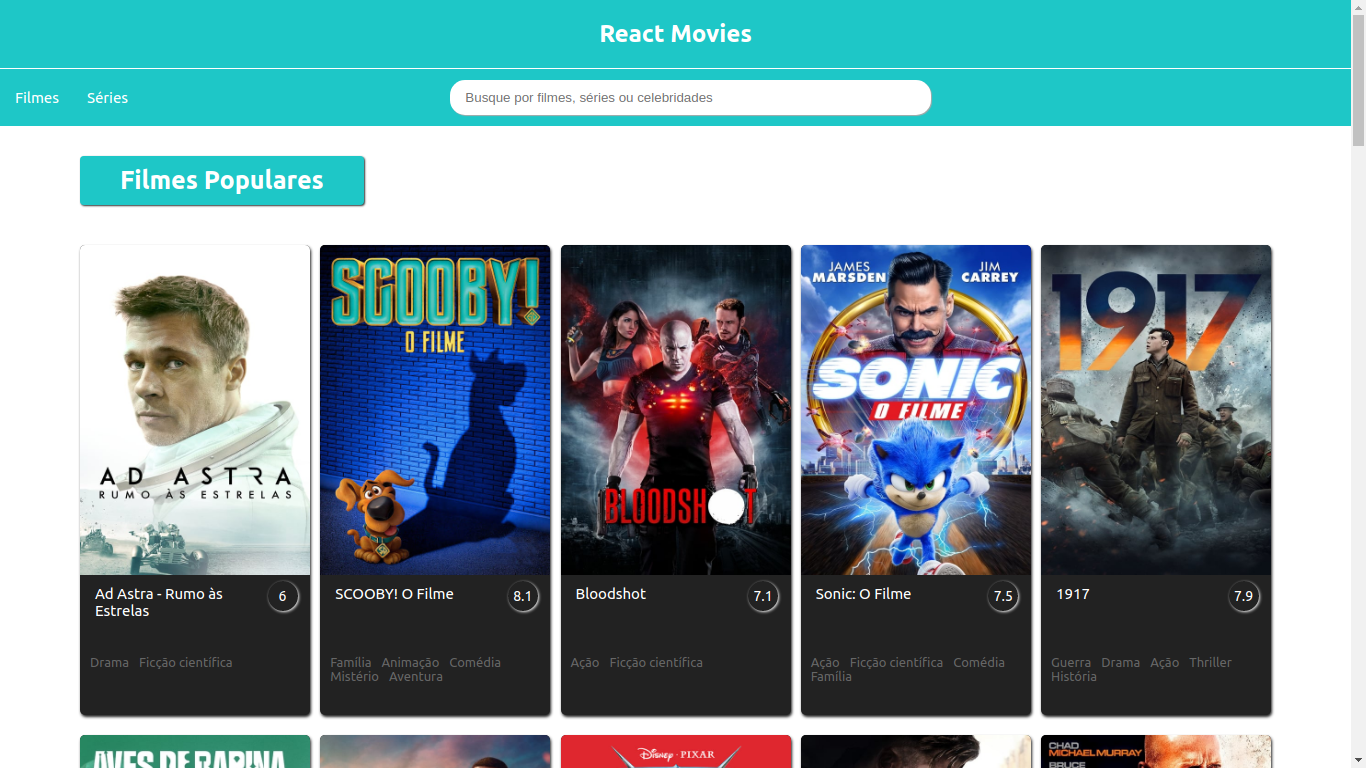 React Movies
Filmes Séries
Busque por filmes, séries ou celebridades
Filmes Populares
AD ASTRA
RUMO ÀS ESTRELAS
SCOOBY!
O FILME
BLOODSHOT
JAMES MARSDEN
JIM CARREY
SONIC
O FILME
1917
Ad Astra - Rumo às
Estrelas
6
Drama Ficção científica
SCOOBY! O Filme
8.1
Família Animação Comédia
Mistério Aventura
Bloodshot
7.1
Ação Ficção científica
Sonic: O Filme
7.5
Ação Ficção científica Comédia
Família
1917
7.9
Guerra Drama Ação Thriller
História
AVES DE RAPINA
DISNEY · PIXAR
CHAD
MICHAEL MURRAY
BRUCE